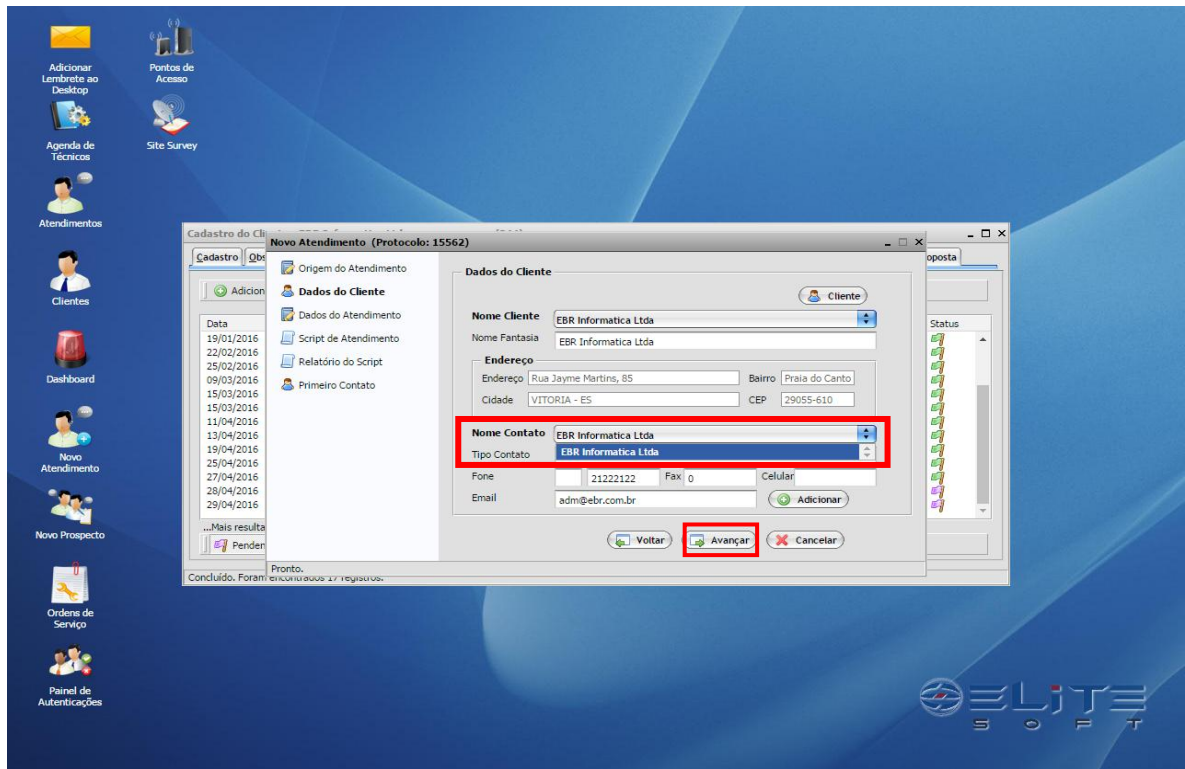 Adicionar
Lembrete ao
Desktop
Pontos de
Acesso
Agenda de
Técnicos
Site Survey
Atendimentos
Clientes
Dashboard
Novo
Atendimento
Novo Prospecto
Ordens de
Serviço
Painel de
Autenticações
Cadastro do
Novo Atendimento (Protocolo: 15562)
Cadastro
oposta
Adicion
Data
Status
19/01/2016
22/02/2016
25/02/2016
09/03/2016
15/03/2016
15/03/2016
11/04/2016
13/04/2016
19/04/2016
25/04/2016
27/04/2016
28/04/2016
29/04/2016
...Mais resulta
Penden
Concluído. Foram encontrados 17 registros.
Origem do Atendimento
Dados do Cliente
Dados do Atendimento
Script de Atendimento
Relatório do Script
Primeiro Contato
Dados do Cliente
Cliente
Nome Cliente EBR Informatica Ltda
Nome Fantasia EBR Informatica Ltda
Endereço
Endereço Rua Jayme Martins, 85 Bairro Praia do Canto
Cidade VITORIA - ES CEP 29055-610
Nome Contato EBR Informatica Ltda
Tipo Contato EBR Informatica Ltda
Fone 21222122 Fax 0 Celular
Email adm@ebr.com.br Adicionar
Voltar Avançar Cancelar
Pronto.
ELITE
SOFT